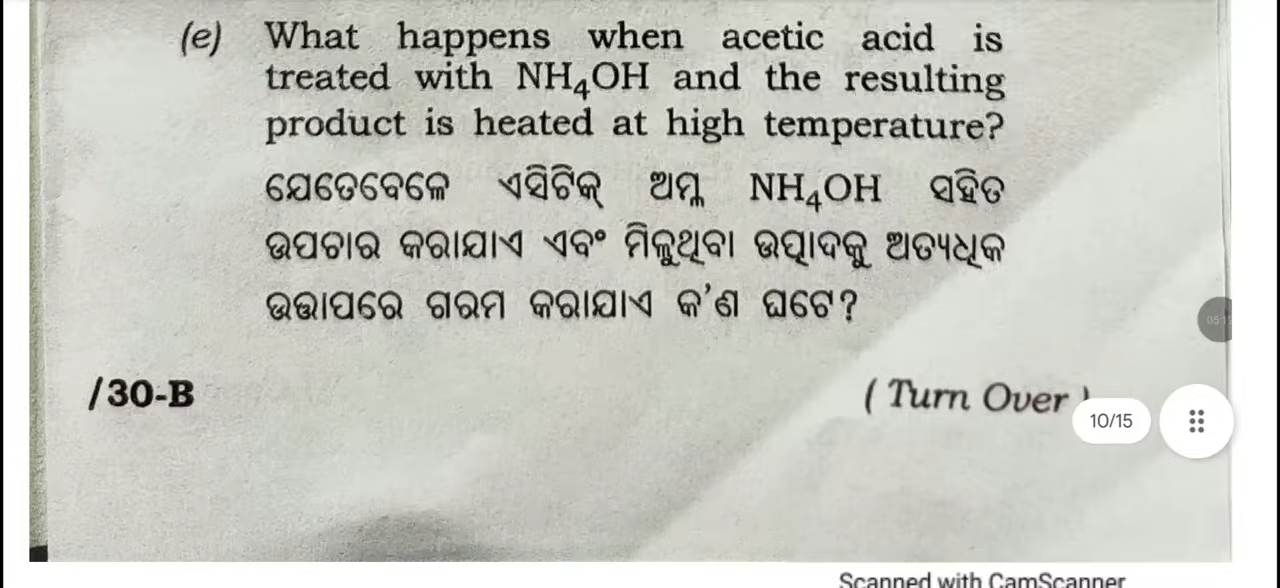 (e) What happens when acetic acid is
treated with NH₄OH and the resulting
product is heated at high temperature?
ଯେତେବେଳେ ଏସିଟିକ୍ ଅମ୍ଳ NH₄OH ସହିତ
ଉପଚାର କରାଯାଏ ଏବଂ ମିଳୁଥିବା ଉତ୍ପାଦକୁ ଅତ୍ୟଧିକ
ଉତ୍ତାପରେ ଗରମ କରାଯାଏ କ'ଣ ଘଟେ?
/30-B
( Turn Over )
10/15
Scanned with CamScanner